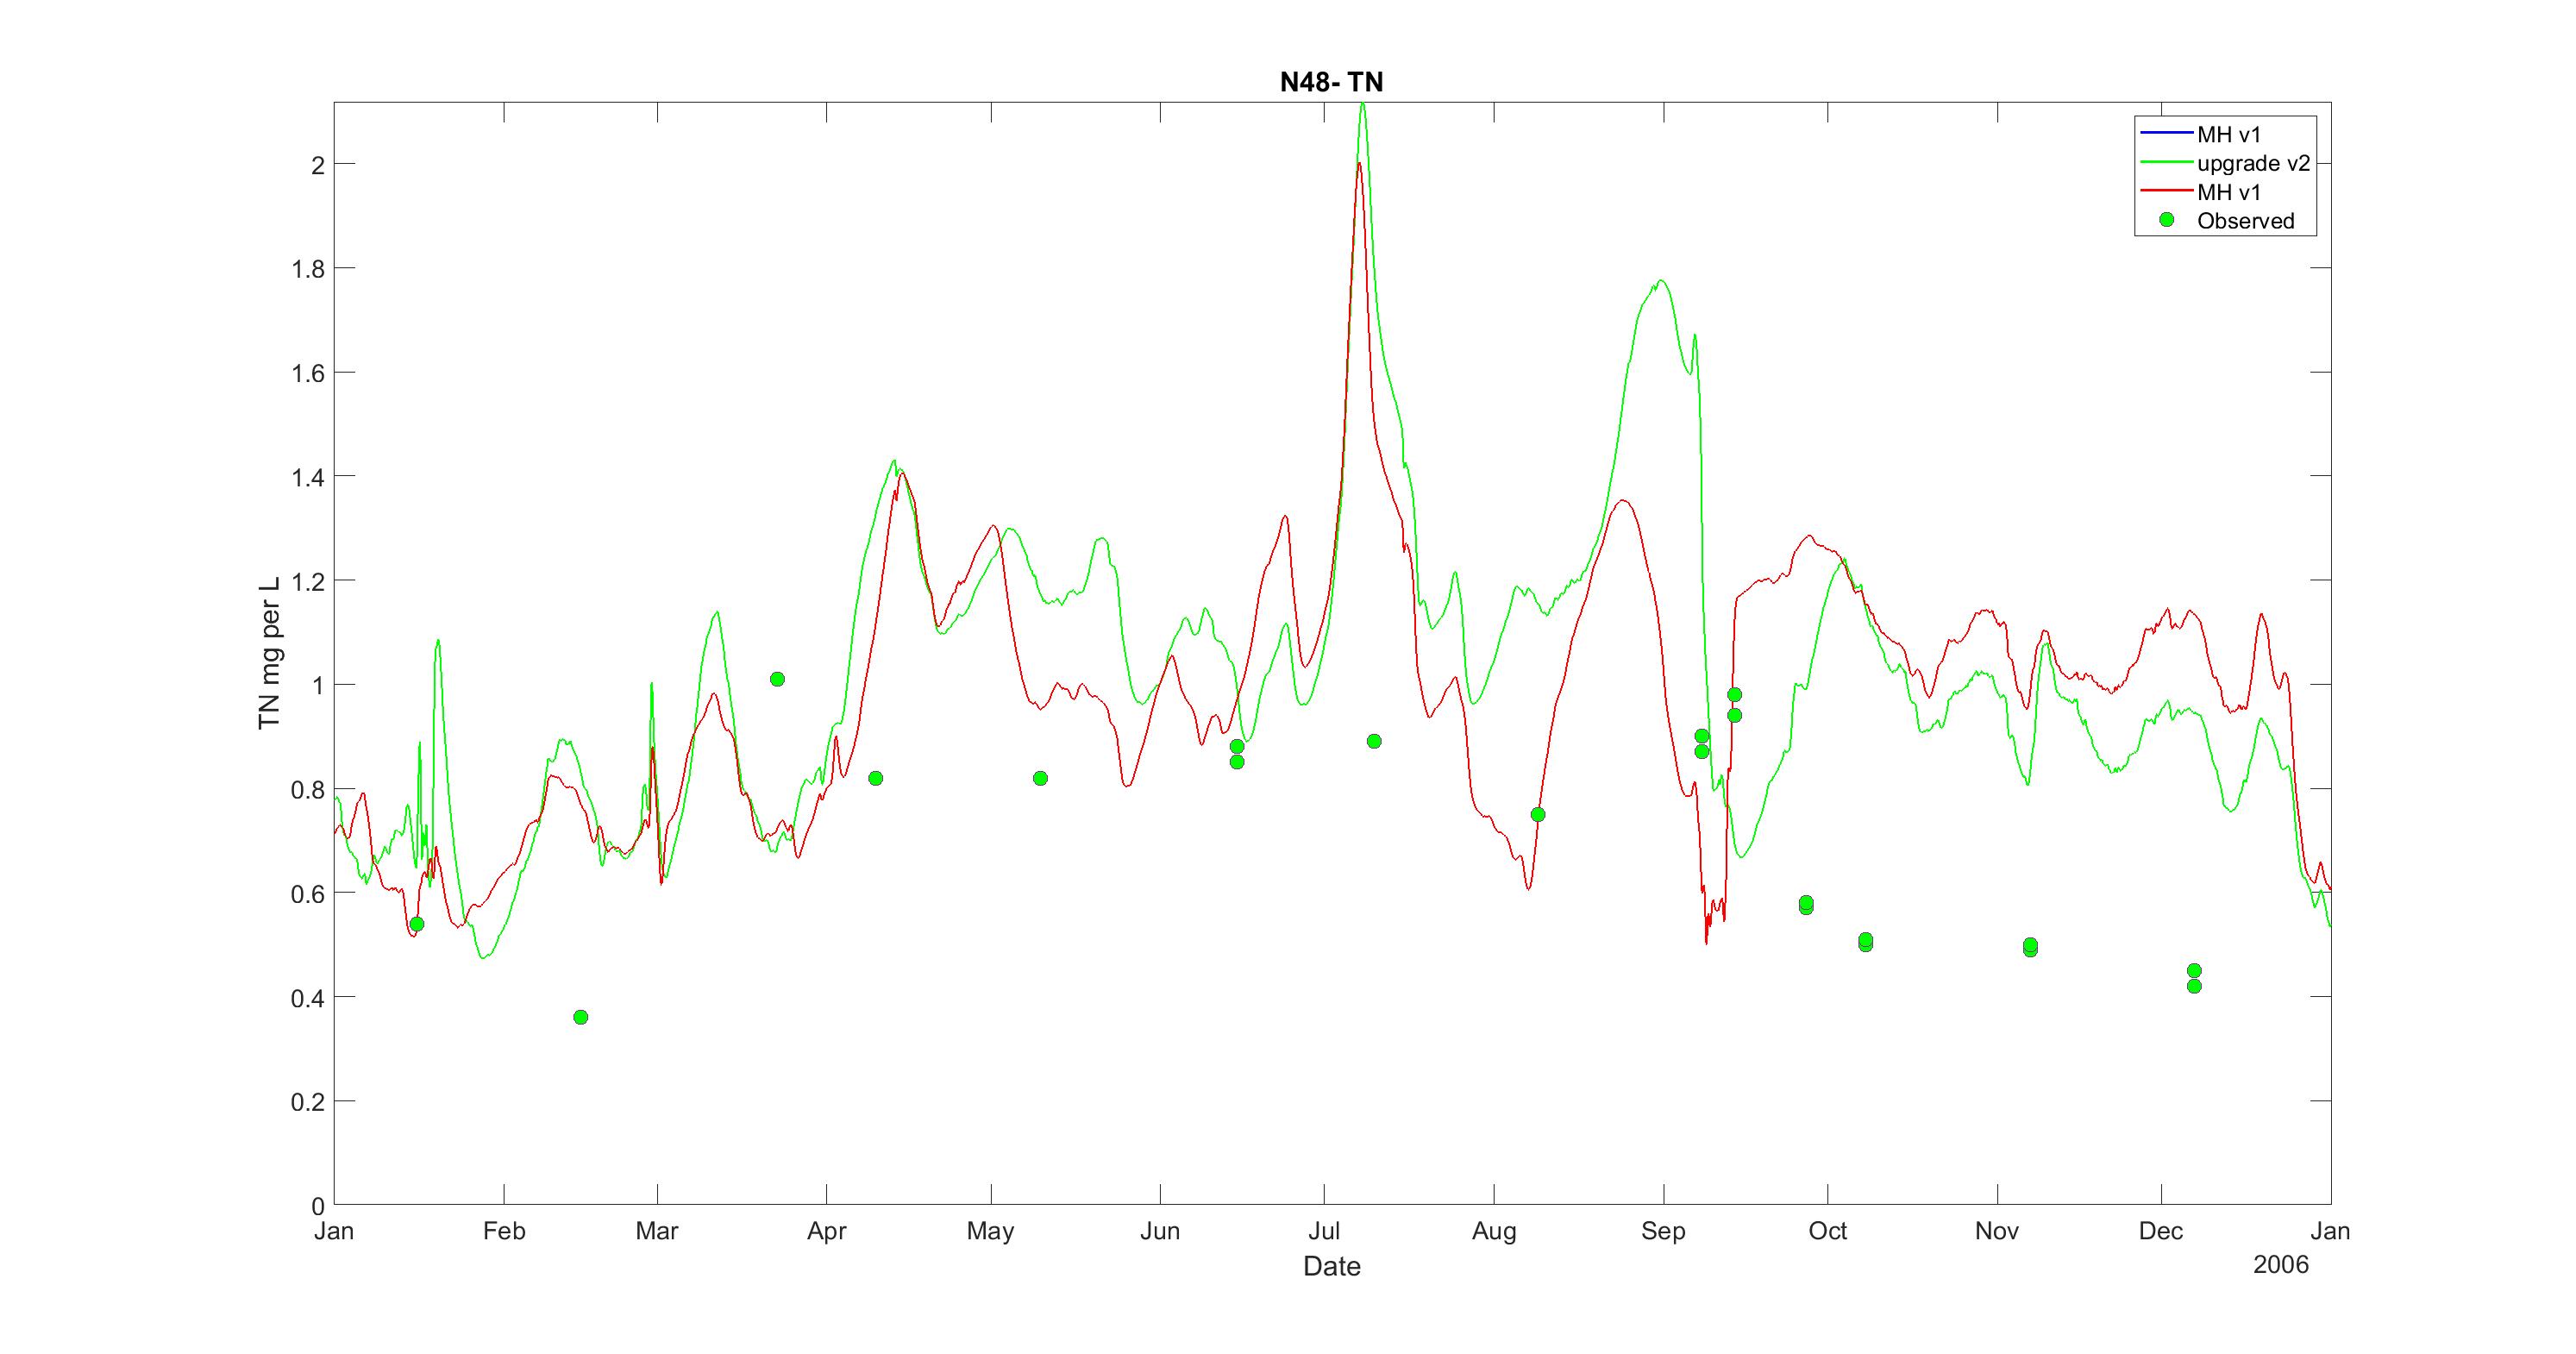 N48- TN
MH v1
upgrade v2
MH v1
Observed
TN mg per L
2
1.8
1.6
1.4
1.2
1
0.8
0.6
0.4
0.2
0
Jan Feb Mar Apr May Jun Jul Aug Sep Oct Nov Dec Jan
Date
2006